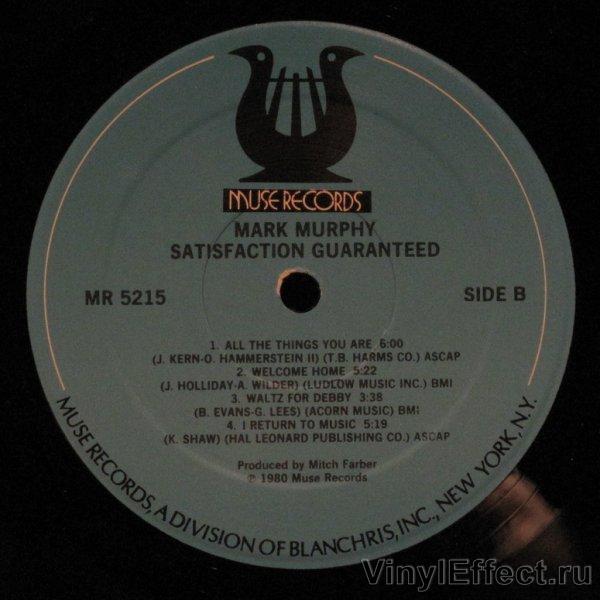 MUSE RECORDS
MARK MURPHY
SATISFACTION GUARANTEED
MR 5215
SIDE B
1. ALL THE THINGS YOU ARE 6:00
(J. KERN-O. HAMMERSTEIN II) (T.B. HARMS CO.) ASCAP
2. WELCOME HOME 5:22
(J. HOLLIDAY-A. WILDER) (LUDLOW MUSIC INC.) BMI
3. WALTZ FOR DEBBY 3:38
(B. EVANS-G. LEES) (ACORN MUSIC) BMI
4. I RETURN TO MUSIC 5:19
(K. SHAW) (HAL LEONARD PUBLISHING CO.) ASCAP
Produced by Mitch Farber
℗ 1980 Muse Records
MUSE RECORDS, A DIVISION OF BLANCHRIS, INC., NEW YORK, N.Y.
VinylEffect.ru